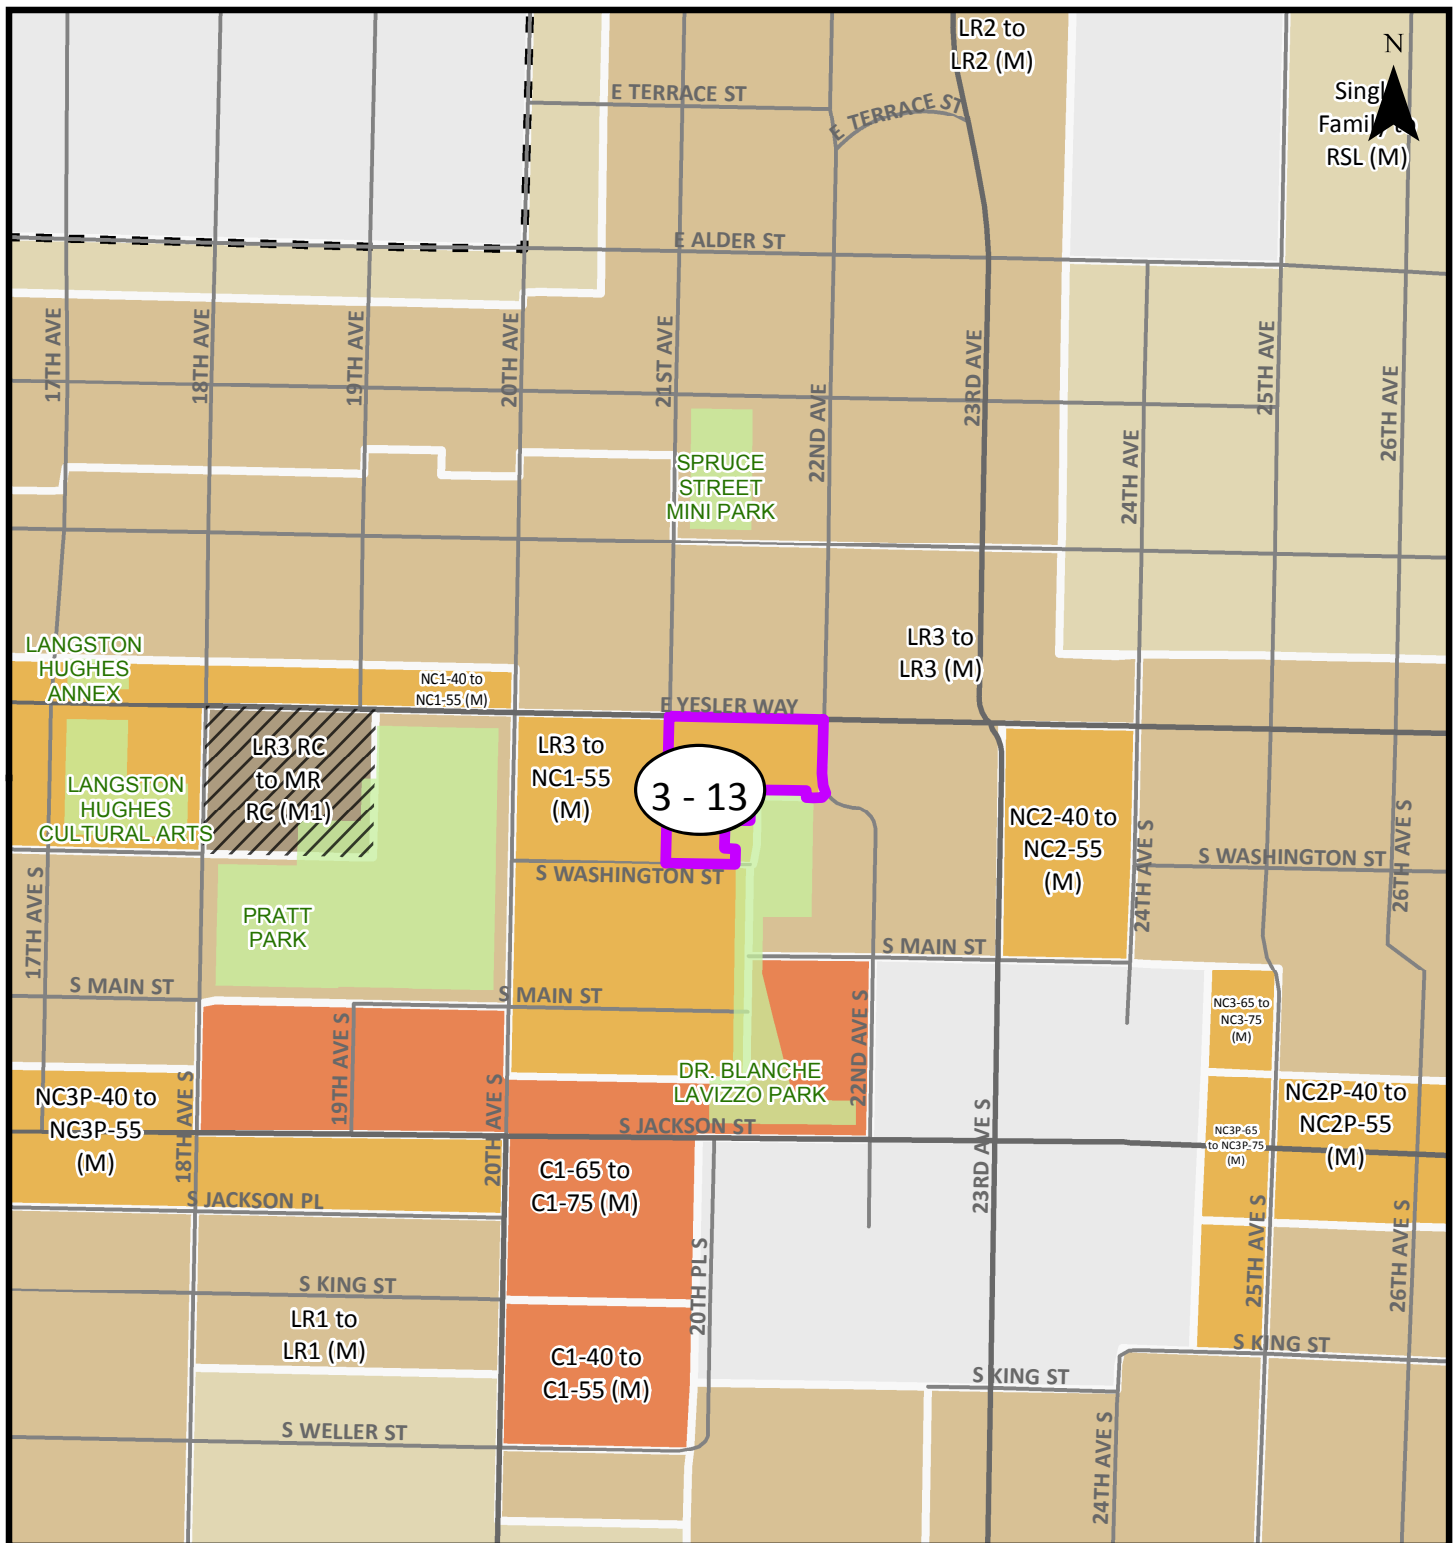 LR2 to
LR2 (M)
N
Single
Family to
RSL (M)
E TERRACE ST
E TERRACE ST
E ALDER ST
17TH AVE
18TH AVE
19TH AVE
20TH AVE
21ST AVE
22ND AVE
23RD AVE
24TH AVE
25TH AVE
26TH AVE
SPRUCE
STREET
MINI PARK
LANGSTON
HUGHES
ANNEX
NC1-40 to
NC1-55 (M)
LR3 to
LR3 (M)
E YESLER WAY
LR3 RC
to MR
RC (M1)
LR3 to
NC1-55
(M)
3 - 13
LANGSTON
HUGHES
CULTURAL ARTS
NC2-40 to
NC2-55
(M)
24TH AVE S
26TH AVE S
S WASHINGTON ST
S WASHINGTON ST
17TH AVE S
PRATT
PARK
S MAIN ST
S MAIN ST
S MAIN ST
NC3-65 to
NC3-75
(M)
19TH AVE S
22ND AVE S
DR. BLANCHE
LAVIZZO PARK
NC3P-40 to
NC3P-55
(M)
18TH AVE S
20TH AVE S
S JACKSON ST
23RD AVE S
NC3P-65
to NC3P-75
(M)
NC2P-40 to
NC2P-55
(M)
C1-65 to
C1-75 (M)
S JACKSON PL
20TH PL S
25TH AVE S
26TH AVE S
S KING ST
LR1 to
LR1 (M)
S KING ST
C1-40 to
C1-55 (M)
S KING ST
S WELLER ST
24TH AVE S